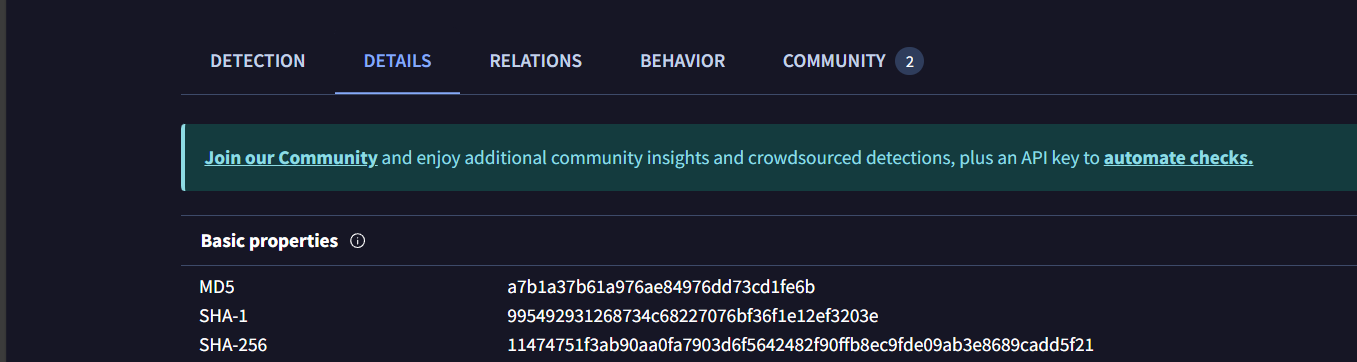 DETECTION DETAILS RELATIONS BEHAVIOR COMMUNITY 2
Join our Community and enjoy additional community insights and crowdsourced detections, plus an API key to automate checks.
Basic properties
MD5 a7b1a37b61a976ae84976dd73cd1fe6b
SHA-1 995492931268734c68227076bf36f1e12ef3203e
SHA-256 11474751f3ab90aa0fa7903d6f5642482f90ffb8ec9fde09ab3e8689cadd5f21